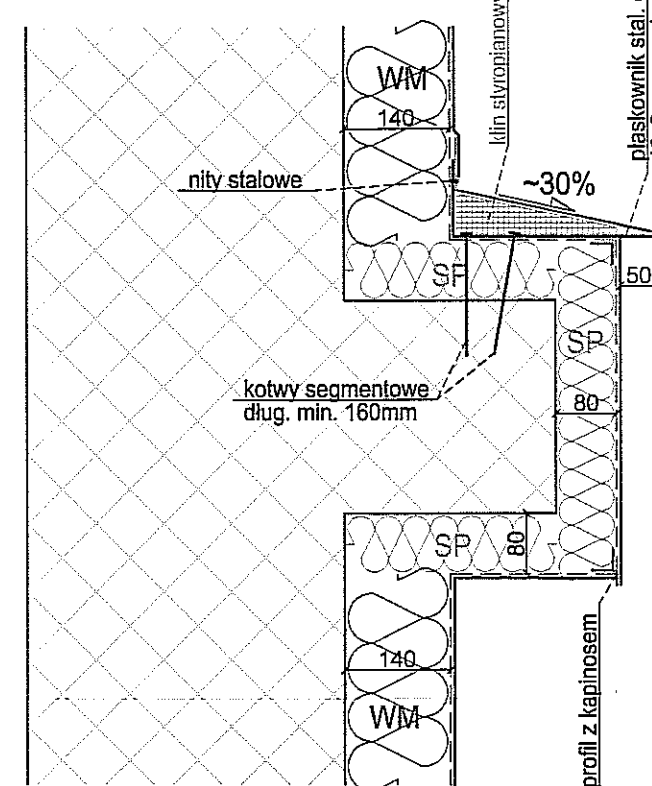 klin styropianowy
płaskownik stal.
WM
140
nity stalowe
~30%
SP
50
SP
kotwy segmentowe
dług. min. 160mm
80
SP
80
140
WM
profil z kapinosem